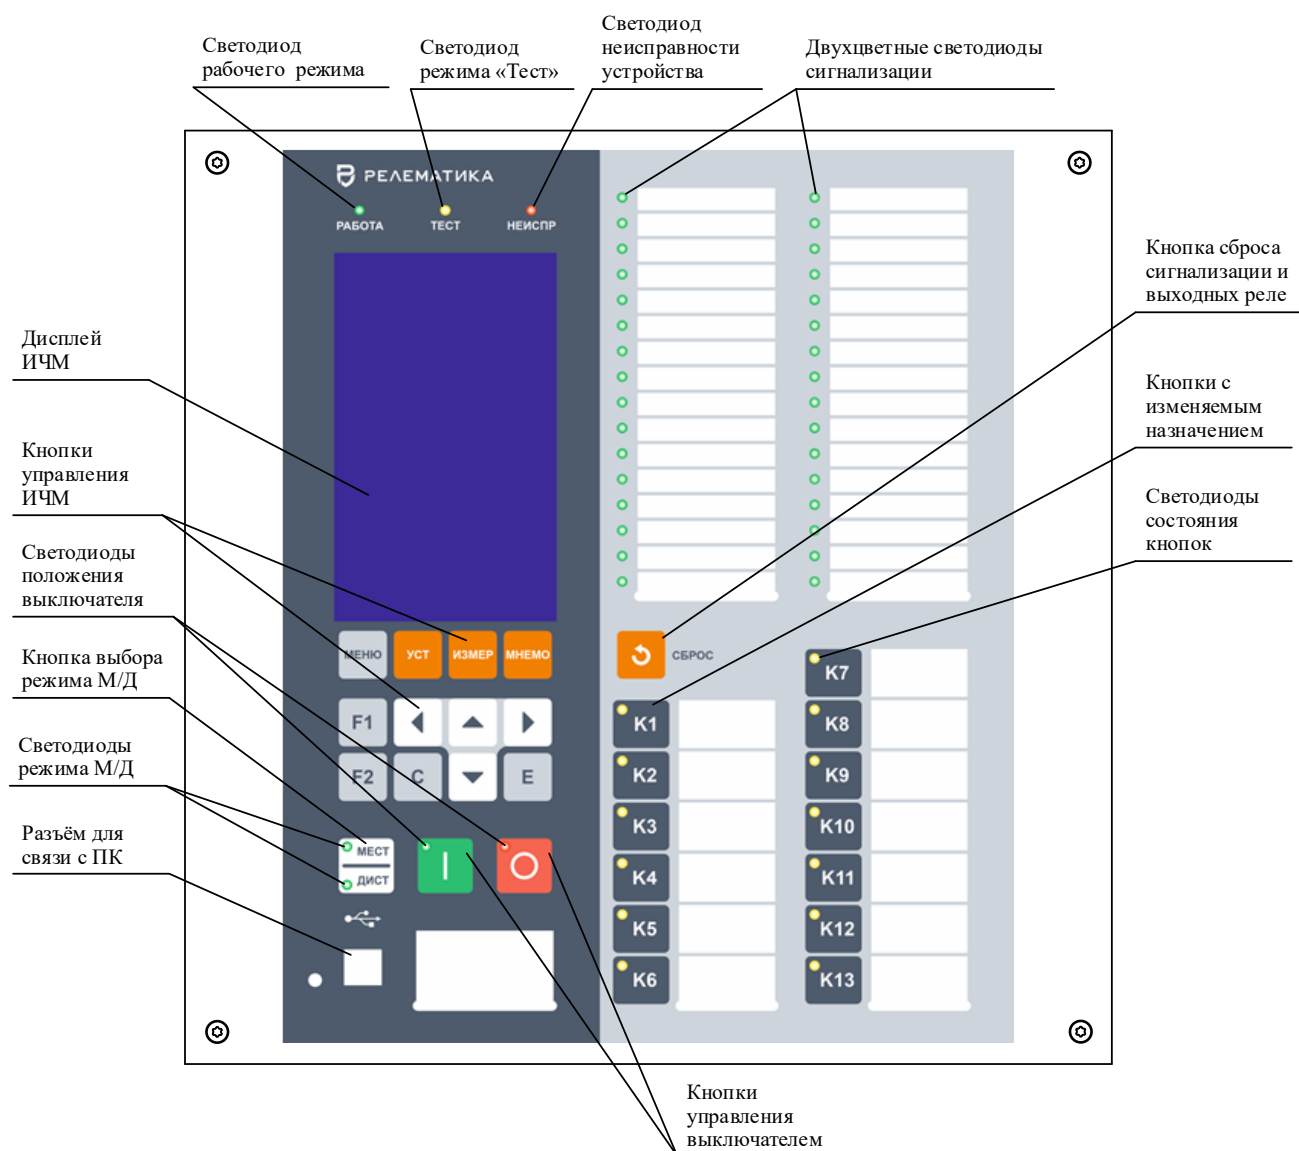 Светодиод
рабочего режима
Светодиод
режима «Тест»
Светодиод
неисправности
устройства
Двухцветные светодиоды
сигнализации
РЕЛЕМАТИКА
РАБОТА
ТЕСТ
НЕИСПР
Кнопка сброса
сигнализации и
выходных реле
Дисплей
ИЧМ
Кнопки с
изменяемым
назначением
Кнопки
управления
ИЧМ
Светодиоды
состояния
кнопок
Светодиоды
положения
выключателя
Кнопка выбора
режима М/Д
Светодиоды
режима М/Д
Разъём для
связи с ПК
МЕНЮ
УСТ
ИЗМЕР
МНЕМО
F1
F2
C
E
МЕСТ
ДИСТ
СБРОС
K1
K2
K3
K4
K5
K6
K7
K8
K9
K10
K11
K12
K13
Кнопки
управления
выключателем